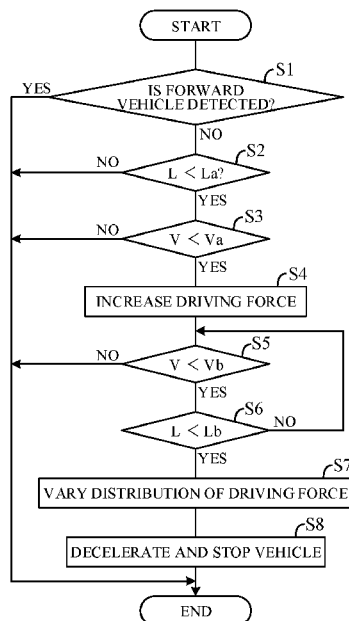 START
S1
YES
IS FORWARD
VEHICLE DETECTED?
NO
S2
NO
L < La?
YES
S3
NO
V < Va
YES
S4
INCREASE DRIVING FORCE
S5
NO
V < Vb
YES
S6
L < Lb
NO
YES
S7
VARY DISTRIBUTION OF DRIVING FORCE
S8
DECELERATE AND STOP VEHICLE
END